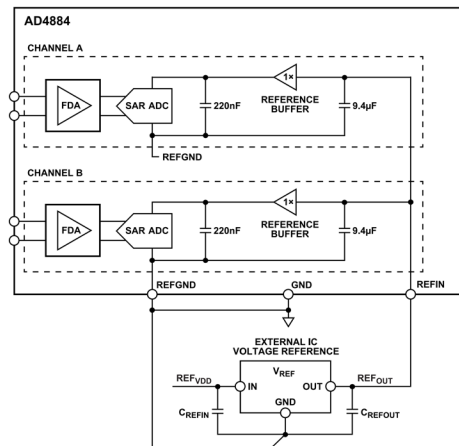 AD4884
CHANNEL A
FDA
SAR ADC
220nF
1×
REFERENCE
BUFFER
9.4µF
REFGND
CHANNEL B
FDA
SAR ADC
220nF
1×
REFERENCE
BUFFER
9.4µF
REFGND
GND
REFIN
EXTERNAL IC
VOLTAGE REFERENCE
REFVDD
IN
VREF
OUT
REFOUT
GND
CREFIN
CREFOUT